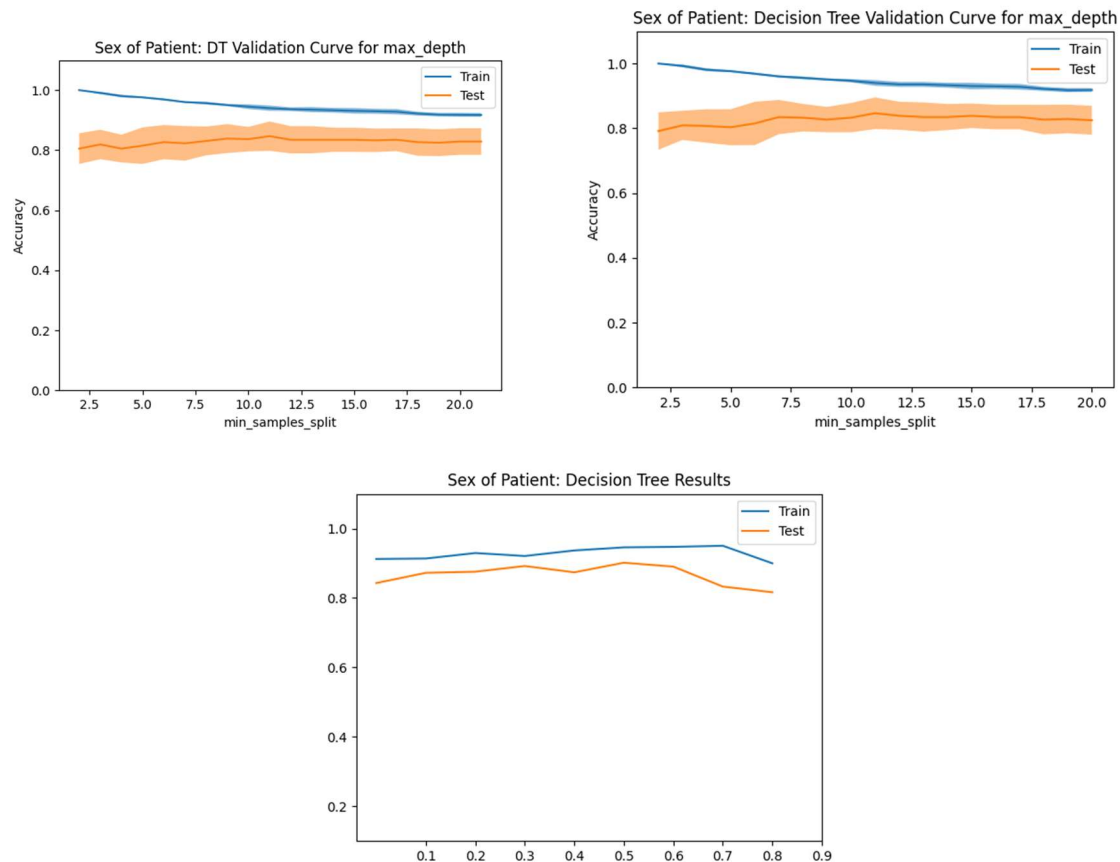 Sex of Patient: DT Validation Curve for max_depth
Train
Test
1.0
0.8
0.6
0.4
0.2
0.0
Accuracy
2.5 5.0 7.5 10.0 12.5 15.0 17.5 20.0
min_samples_split
Sex of Patient: Decision Tree Validation Curve for max_depth
Train
Test
1.0
0.8
0.6
0.4
0.2
0.0
Accuracy
2.5 5.0 7.5 10.0 12.5 15.0 17.5 20.0
min_samples_split
Sex of Patient: Decision Tree Results
Train
Test
1.0
0.8
0.6
0.4
0.2
0.1 0.2 0.3 0.4 0.5 0.6 0.7 0.8 0.9